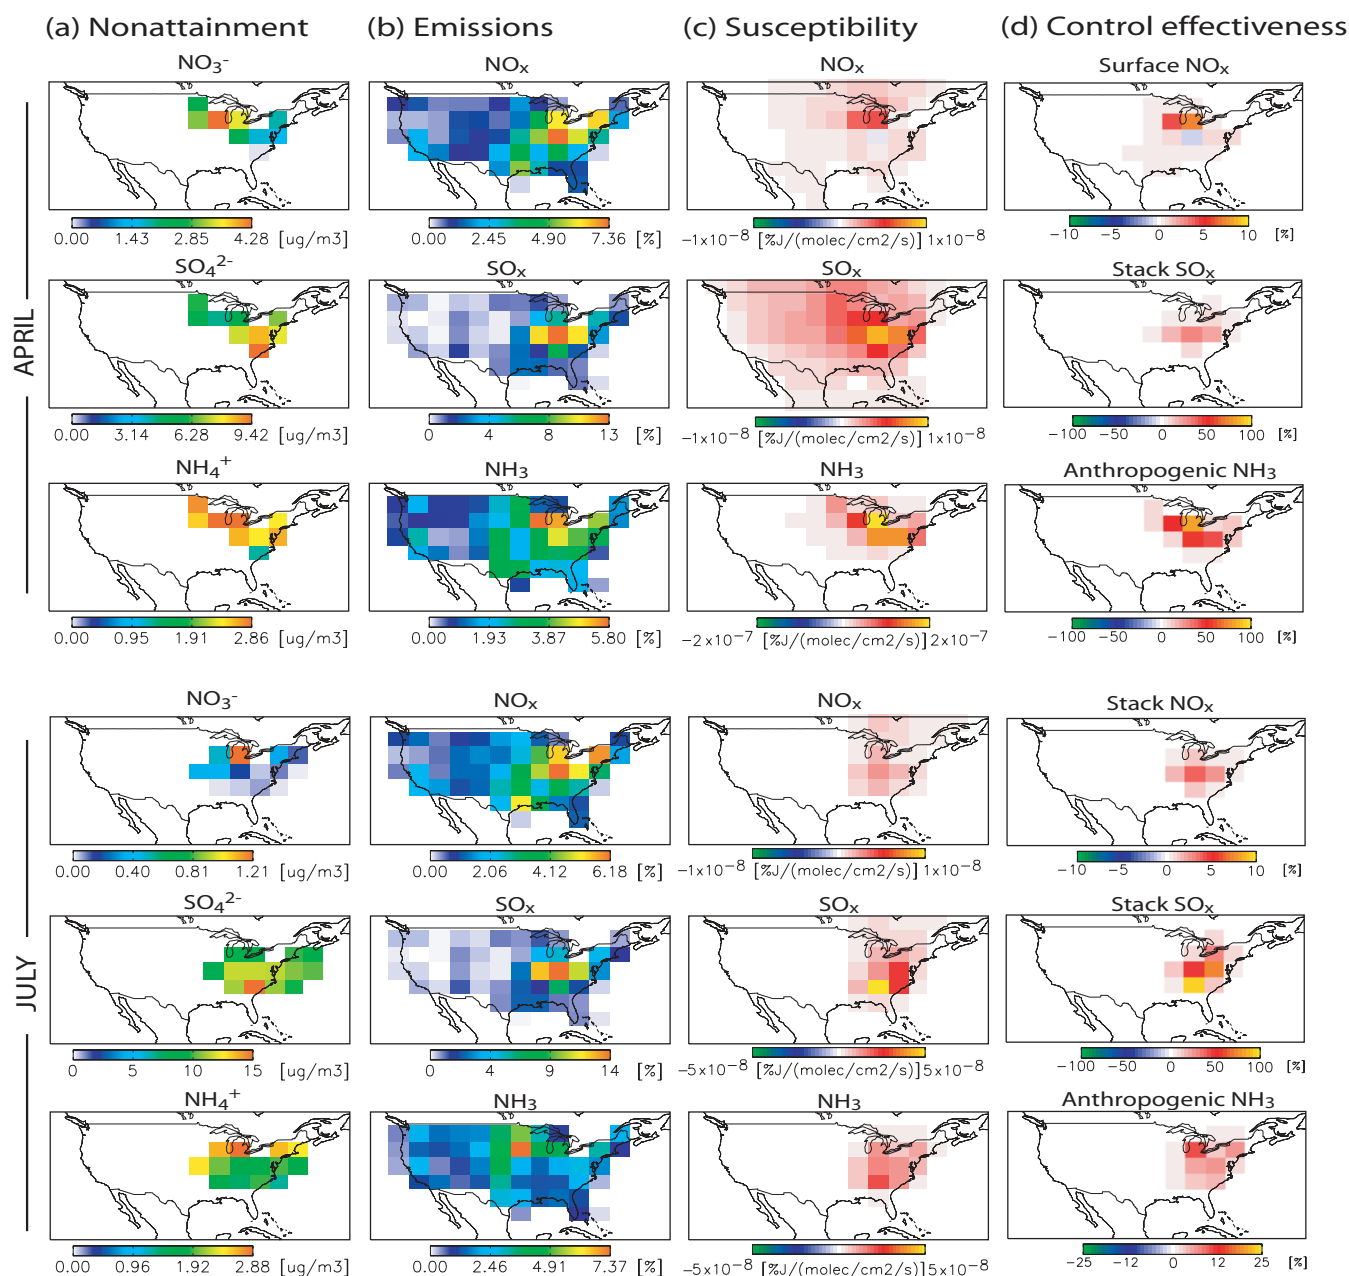 (a) Nonattainment (b) Emissions (c) Susceptibility (d) Control effectiveness
APRIL
NO₃⁻ NOₓ NOₓ Surface NOₓ
0.00 1.43 2.85 4.28 [ug/m3] 0.00 2.45 4.90 7.36 [%] −1x10⁻⁸ [%J/(molec/cm2/s)] 1x10⁻⁸ −10 −5 0 5 10 [%]
SO₄²⁻ SOₓ SOₓ Stack SOₓ
0.00 3.14 6.28 9.42 [ug/m3] 0 4 8 13 [%] −1x10⁻⁸ [%J/(molec/cm2/s)] 1x10⁻⁸ −100 −50 0 50 100 [%]
NH₄⁺ NH₃ NH₃ Anthropogenic NH₃
0.00 0.95 1.91 2.86 [ug/m3] 0.00 1.93 3.87 5.80 [%] −2x10⁻⁷ [%J/(molec/cm2/s)] 2x10⁻⁷ −100 −50 0 50 100 [%]
JULY
NO₃⁻ NOₓ NOₓ Stack NOₓ
0.00 0.40 0.81 1.21 [ug/m3] 0.00 2.06 4.12 6.18 [%] −1x10⁻⁸ [%J/(molec/cm2/s)] 1x10⁻⁸ −10 −5 0 5 10 [%]
SO₄²⁻ SOₓ SOₓ Stack SOₓ
0 5 10 15 [ug/m3] 0 4 9 14 [%] −5x10⁻⁸ [%J/(molec/cm2/s)] 5x10⁻⁸ −100 −50 0 50 100 [%]
NH₄⁺ NH₃ NH₃ Anthropogenic NH₃
0.00 0.96 1.92 2.88 [ug/m3] 0.00 2.46 4.91 7.37 [%] −5x10⁻⁸ [%J/(molec/cm2/s)] 5x10⁻⁸ −25 −12 0 12 25 [%]